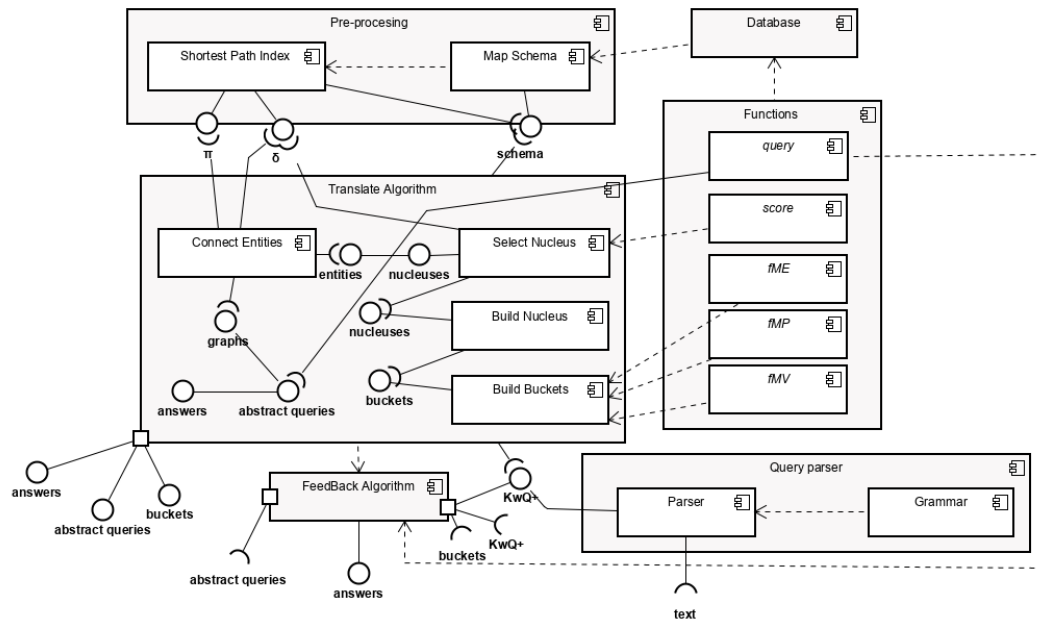 Pre-procesing
Database
Shortest Path Index
Map Schema
Functions
query
π
δ
schema
Translate Algorithm
score
Connect Entities
Select Nucleus
entities
nucleuses
fME
Build Nucleus
nucleuses
fMP
graphs
fMV
Build Buckets
buckets
answers
abstract queries
Query parser
FeedBack Algorithm
answers
KwQ+
Parser
Grammar
buckets
abstract queries
KwQ+
buckets
abstract queries
answers
text